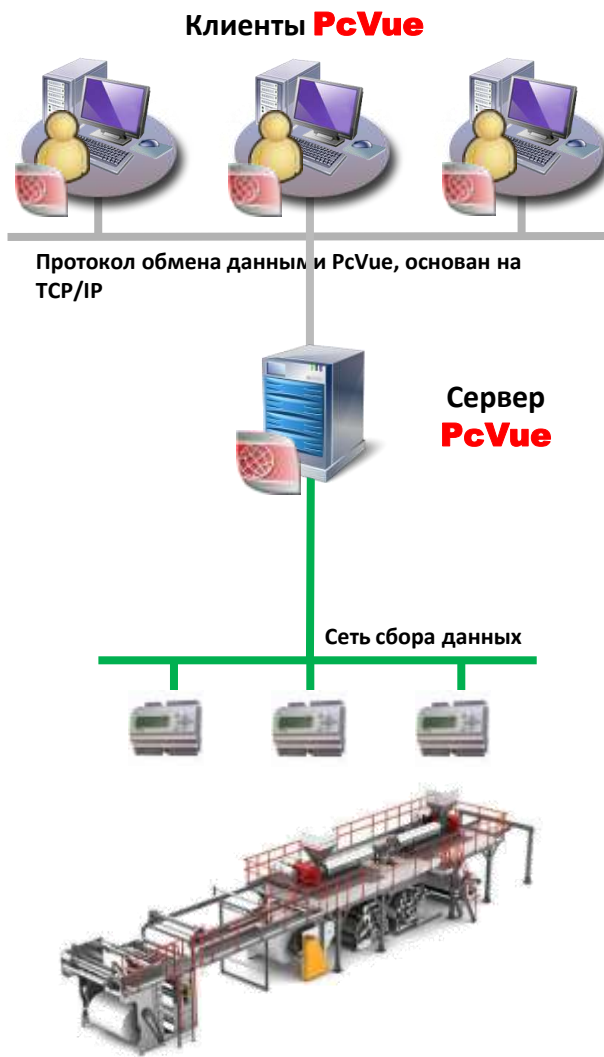 Клиенты PcVue
Протокол обмена данными PcVue, основан на
TCP/IP
Сервер
PcVue
Сеть сбора данных